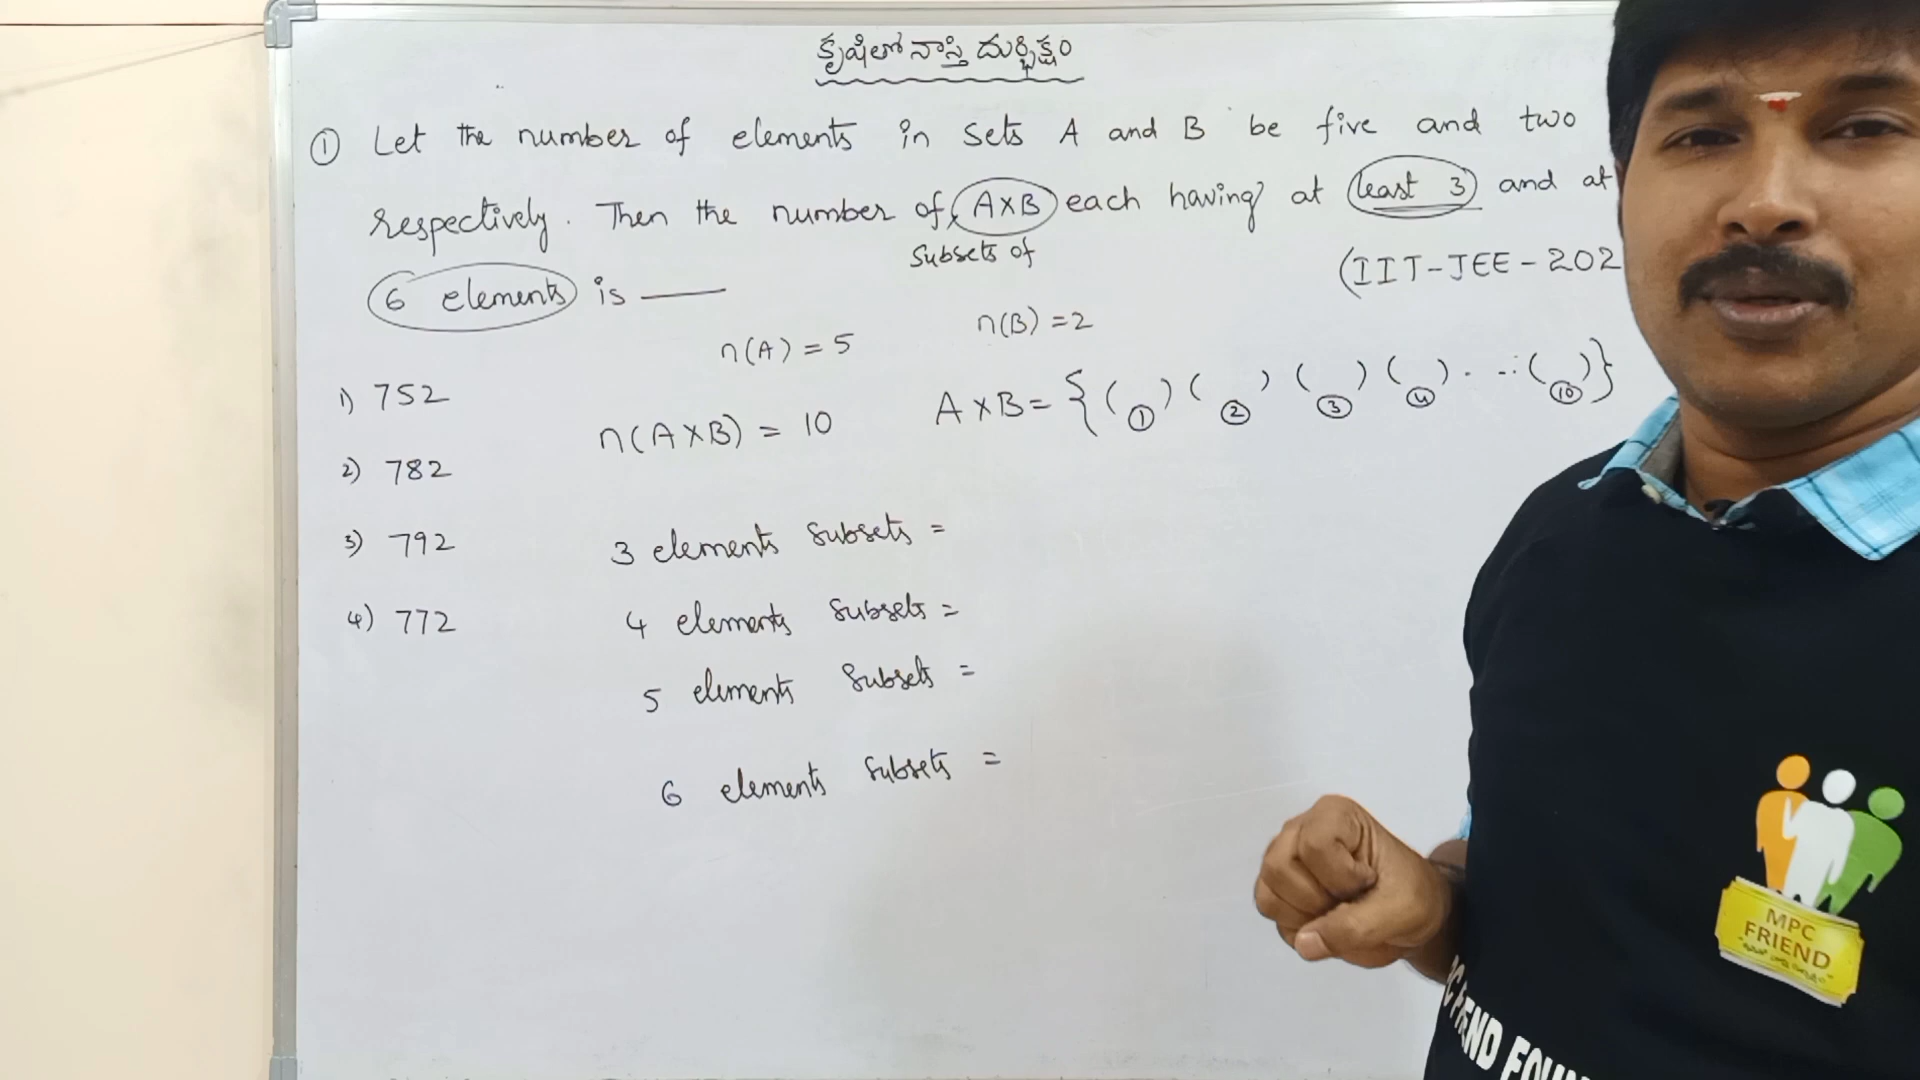 కృషితో నాస్తి దుర్భిక్షం
① Let the number of elements in sets A and B be five and two
respectively. Then the number of A×B each having at least 3 and at
subsets of
6 elements is ____
(IIT-JEE-202
n(A) = 5
n(B) = 2
1) 752
2) 782
3) 792
4) 772
n(A×B) = 10
A×B = {( ① ) ( ② ) ( ③ ) ( ④ ) . . . . ( ⑩ )}
3 elements subsets =
4 elements subsets =
5 elements subsets =
6 elements subsets =
MPC
FRIEND